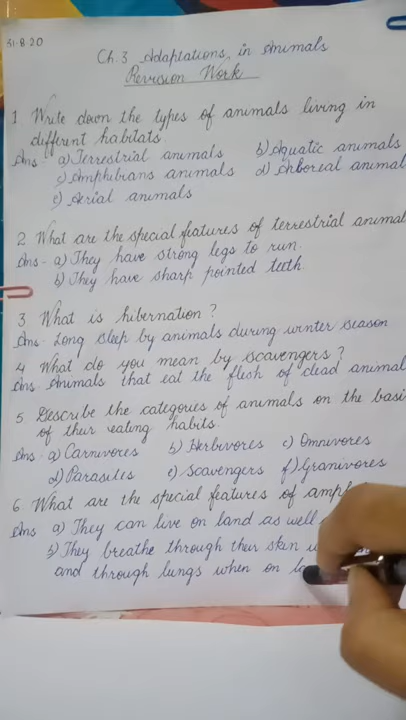 31.8.20
Ch 3 Adaptations in Animals
Revision Work
1 Write down the types of animals living in
different habitats.
Ans: a) Terrestrial animals b) Aquatic animals
c) Amphibians animals d) Arboreal animal
e) Aerial animals
2. What are the special features of terrestrial animal
Ans - a) They have strong legs to run.
b) They have sharp pointed teeth.
3 What is hibernation ?
Ans - Long sleep by animals during winter season
4 What do you mean by scavengers ?
Ans Animals that eat the flesh of dead animal
5 Describe the categories of animals on the basi
of their eating habits.
Ans a) Carnivores b) Herbivores c) Omnivores
d) Parasites e) Scavengers f) Granivores
6 What are the special features of amph
Ans a) They can live on land as well
b) They breathe through their skin
and through lungs when on la